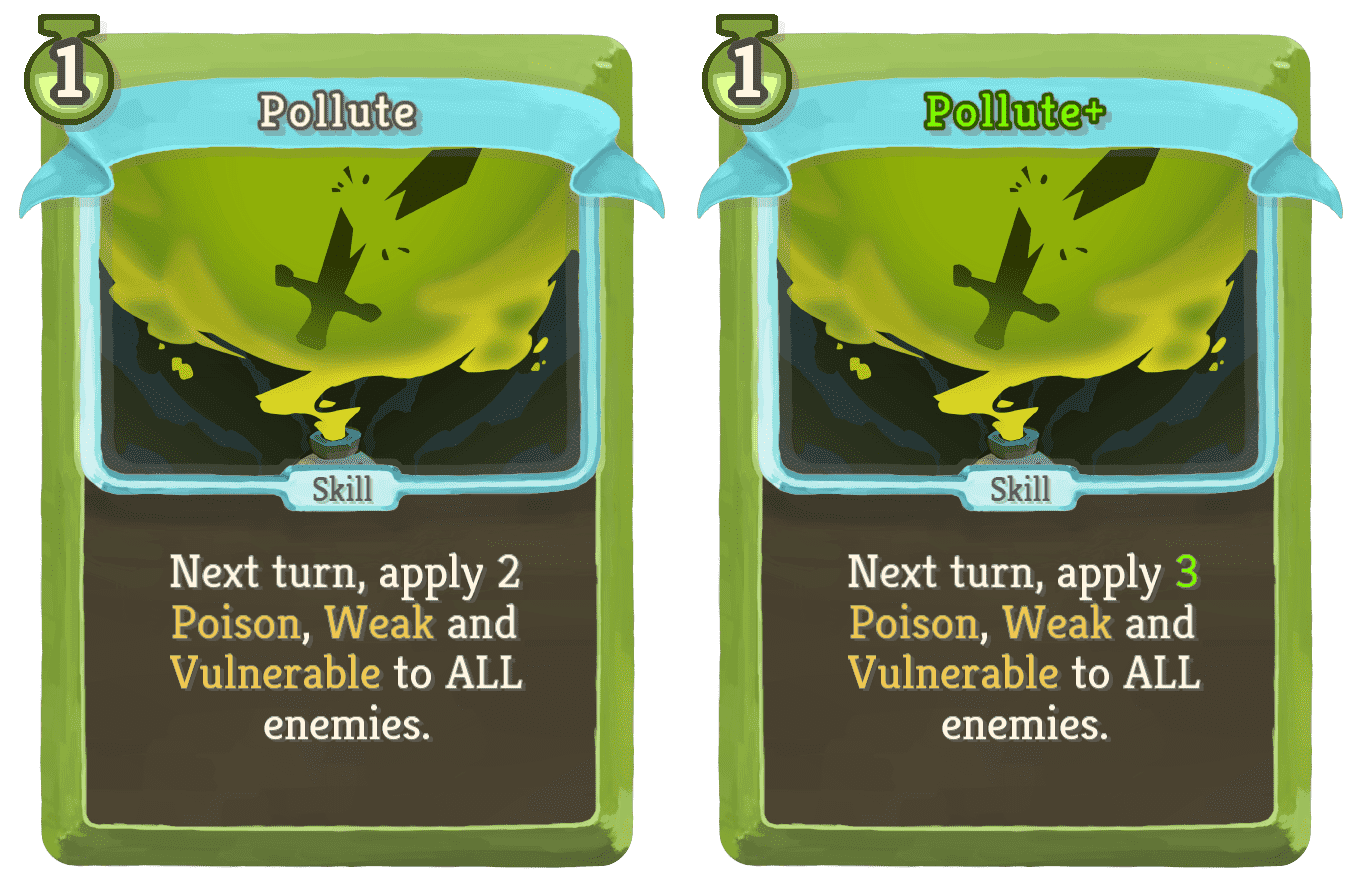 1
Pollute
Skill
Next turn, apply 2
Poison, Weak and
Vulnerable to ALL
enemies.
1
Pollute+
Skill
Next turn, apply 3
Poison, Weak and
Vulnerable to ALL
enemies.